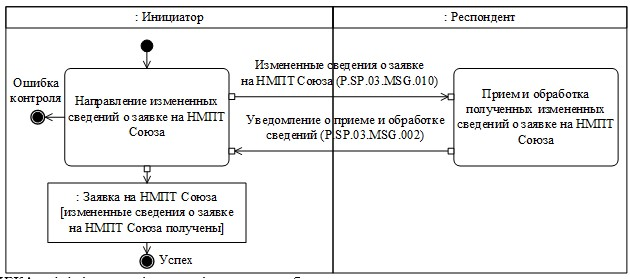 : Инициатор
: Респондент
Измененные сведения о заявке
на НМПТ Союза (P.SP.03.MSG.010)
Ошибка
контроля
Направление измененных
сведений о заявке на НМПТ
Союза
Прием и обработка
полученных измененных
сведений о заявке на НМПТ
Союза
Уведомление о приеме и обработке
сведений (P.SP.03.MSG.002)
: Заявка на НМПТ Союза
[измененные сведения о заявке
на НМПТ Союза получены]
Успех